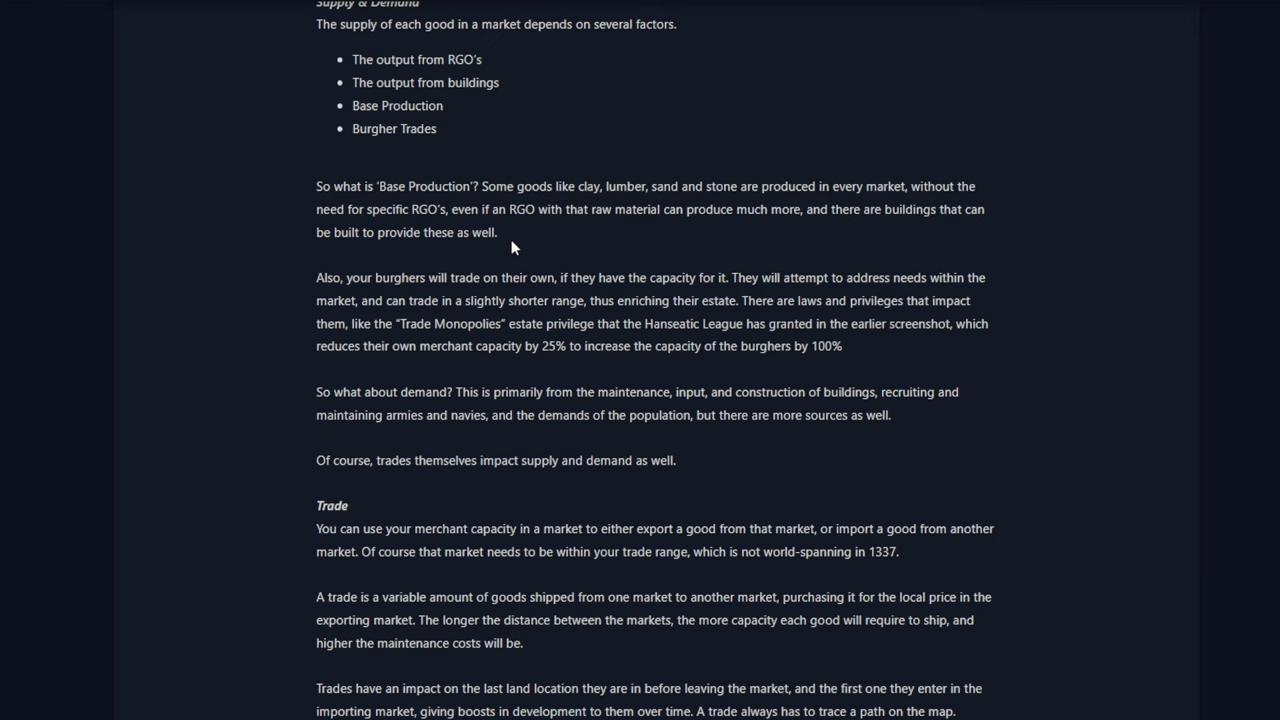 Supply & Demand
The supply of each good in a market depends on several factors.
• The output from RGO's
• The output from buildings
• Base Production
• Burgher Trades
So what is 'Base Production'? Some goods like clay, lumber, sand and stone are produced in every market, without the
need for specific RGO's, even if an RGO with that raw material can produce much more, and there are buildings that can
be built to provide these as well.
Also, your burghers will trade on their own, if they have the capacity for it. They will attempt to address needs within the
market, and can trade in a slightly shorter range, thus enriching their estate. There are laws and privileges that impact
them, like the “Trade Monopolies” estate privilege that the Hanseatic League has granted in the earlier screenshot, which
reduces their own merchant capacity by 25% to increase the capacity of the burghers by 100%
So what about demand? This is primarily from the maintenance, input, and construction of buildings, recruiting and
maintaining armies and navies, and the demands of the population, but there are more sources as well.
Of course, trades themselves impact supply and demand as well.
Trade
You can use your merchant capacity in a market to either export a good from that market, or import a good from another
market. Of course that market needs to be within your trade range, which is not world-spanning in 1337.
A trade is a variable amount of goods shipped from one market to another market, purchasing it for the local price in the
exporting market. The longer the distance between the markets, the more capacity each good will require to ship, and
higher the maintenance costs will be.
Trades have an impact on the last land location they are in before leaving the market, and the first one they enter in the
importing market, giving boosts in development to them over time. A trade always has to trace a path on the map.